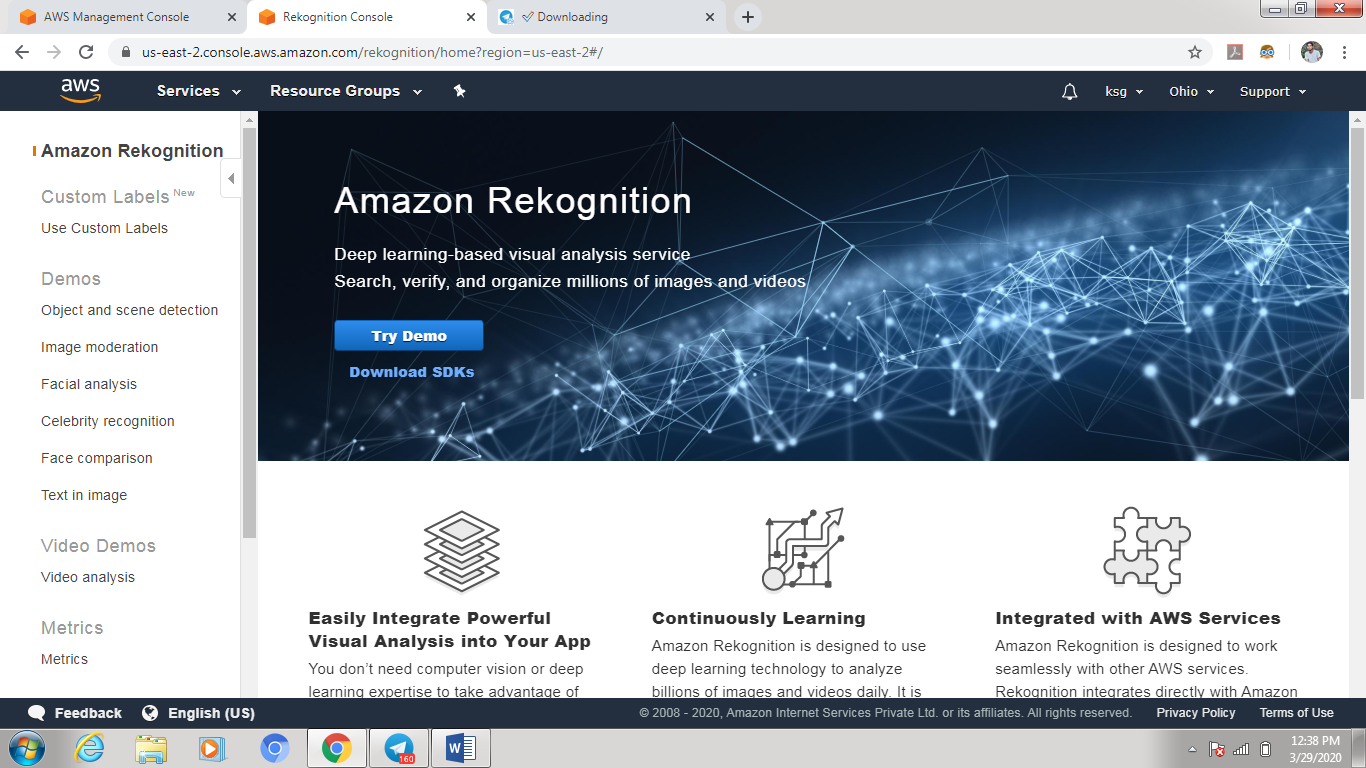 AWS Management Console
Rekognition Console
Downloading
us-east-2.console.aws.amazon.com/rekognition/home?region=us-east-2#/
aws
Services
Resource Groups
ksg
Ohio
Support
Amazon Rekognition
Custom Labels New
Use Custom Labels
Demos
Object and scene detection
Image moderation
Facial analysis
Celebrity recognition
Face comparison
Text in image
Video Demos
Video analysis
Metrics
Metrics
Amazon Rekognition
Deep learning-based visual analysis service
Search, verify, and organize millions of images and videos
Try Demo
Download SDKs
Easily Integrate Powerful
Visual Analysis into Your App
You don’t need computer vision or deep
learning expertise to take advantage of
Continuously Learning
Amazon Rekognition is designed to use
deep learning technology to analyze
billions of images and videos daily. It is
Integrated with AWS Services
Amazon Rekognition is designed to work
seamlessly with other AWS services.
Rekognition integrates directly with Amazon
Feedback
English (US)
© 2008 - 2020, Amazon Internet Services Private Ltd. or its affiliates. All rights reserved.
Privacy Policy
Terms of Use
160
W
12:38 PM
3/29/2020